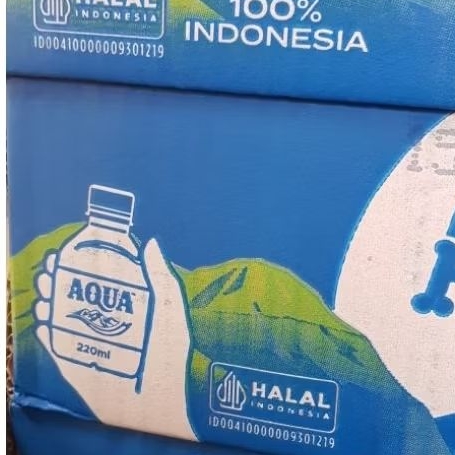 HALAL
INDONESIA
ID00410000009301219
100%
INDONESIA
AQUA
220ml
HALAL
INDONESIA
ID00410000009301219